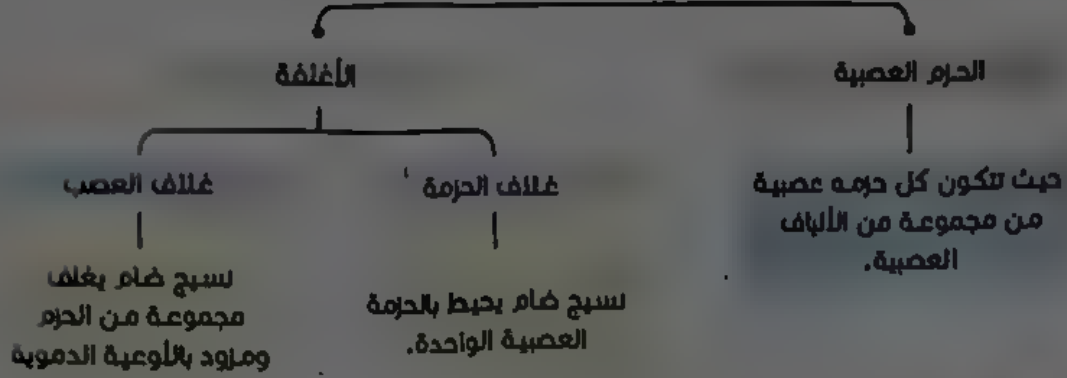 الحزم العصبية
الأغلفة
حيث تتكون كل حزمه عصبية
من مجموعة من الألياف
العصبية.
غلاف الحزمة
غلاف العصب
نسيج ضام يحيط بالحزمة
العصبية الواحدة.
نسيج ضام يغلف
مجموعة من الحزم
ومزود بالأوعية الدموية